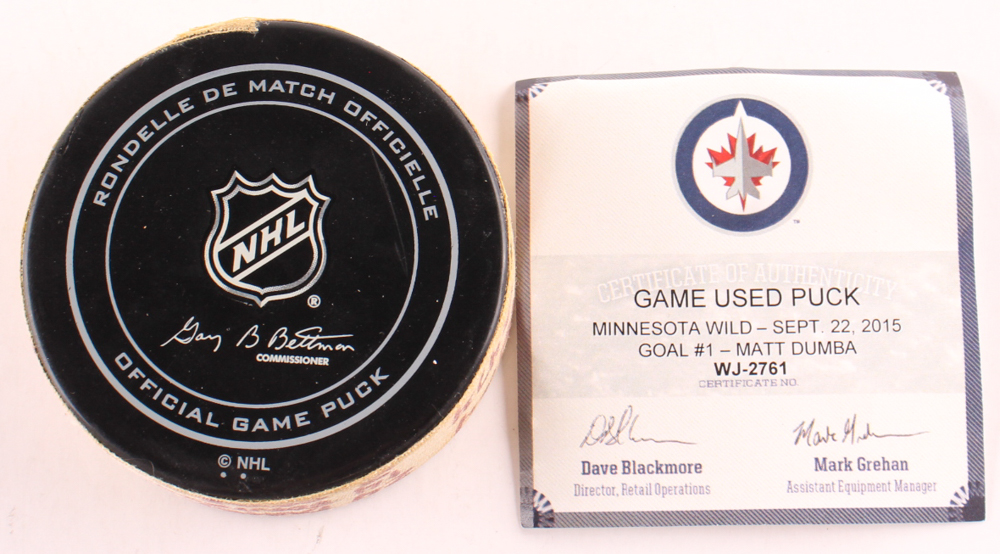 RONDELLE DE MATCH OFFICIELLE
NHL
®
Gary B Bettman
COMMISSIONER
OFFICIAL GAME PUCK
© NHL
™
CERTIFICATE OF AUTHENTICITY
GAME USED PUCK
MINNESOTA WILD – SEPT. 22, 2015
GOAL #1 – MATT DUMBA
WJ-2761
CERTIFICATE NO.
Dave Blackmore
Director, Retail Operations
Mark Grehan
Assistant Equipment Manager